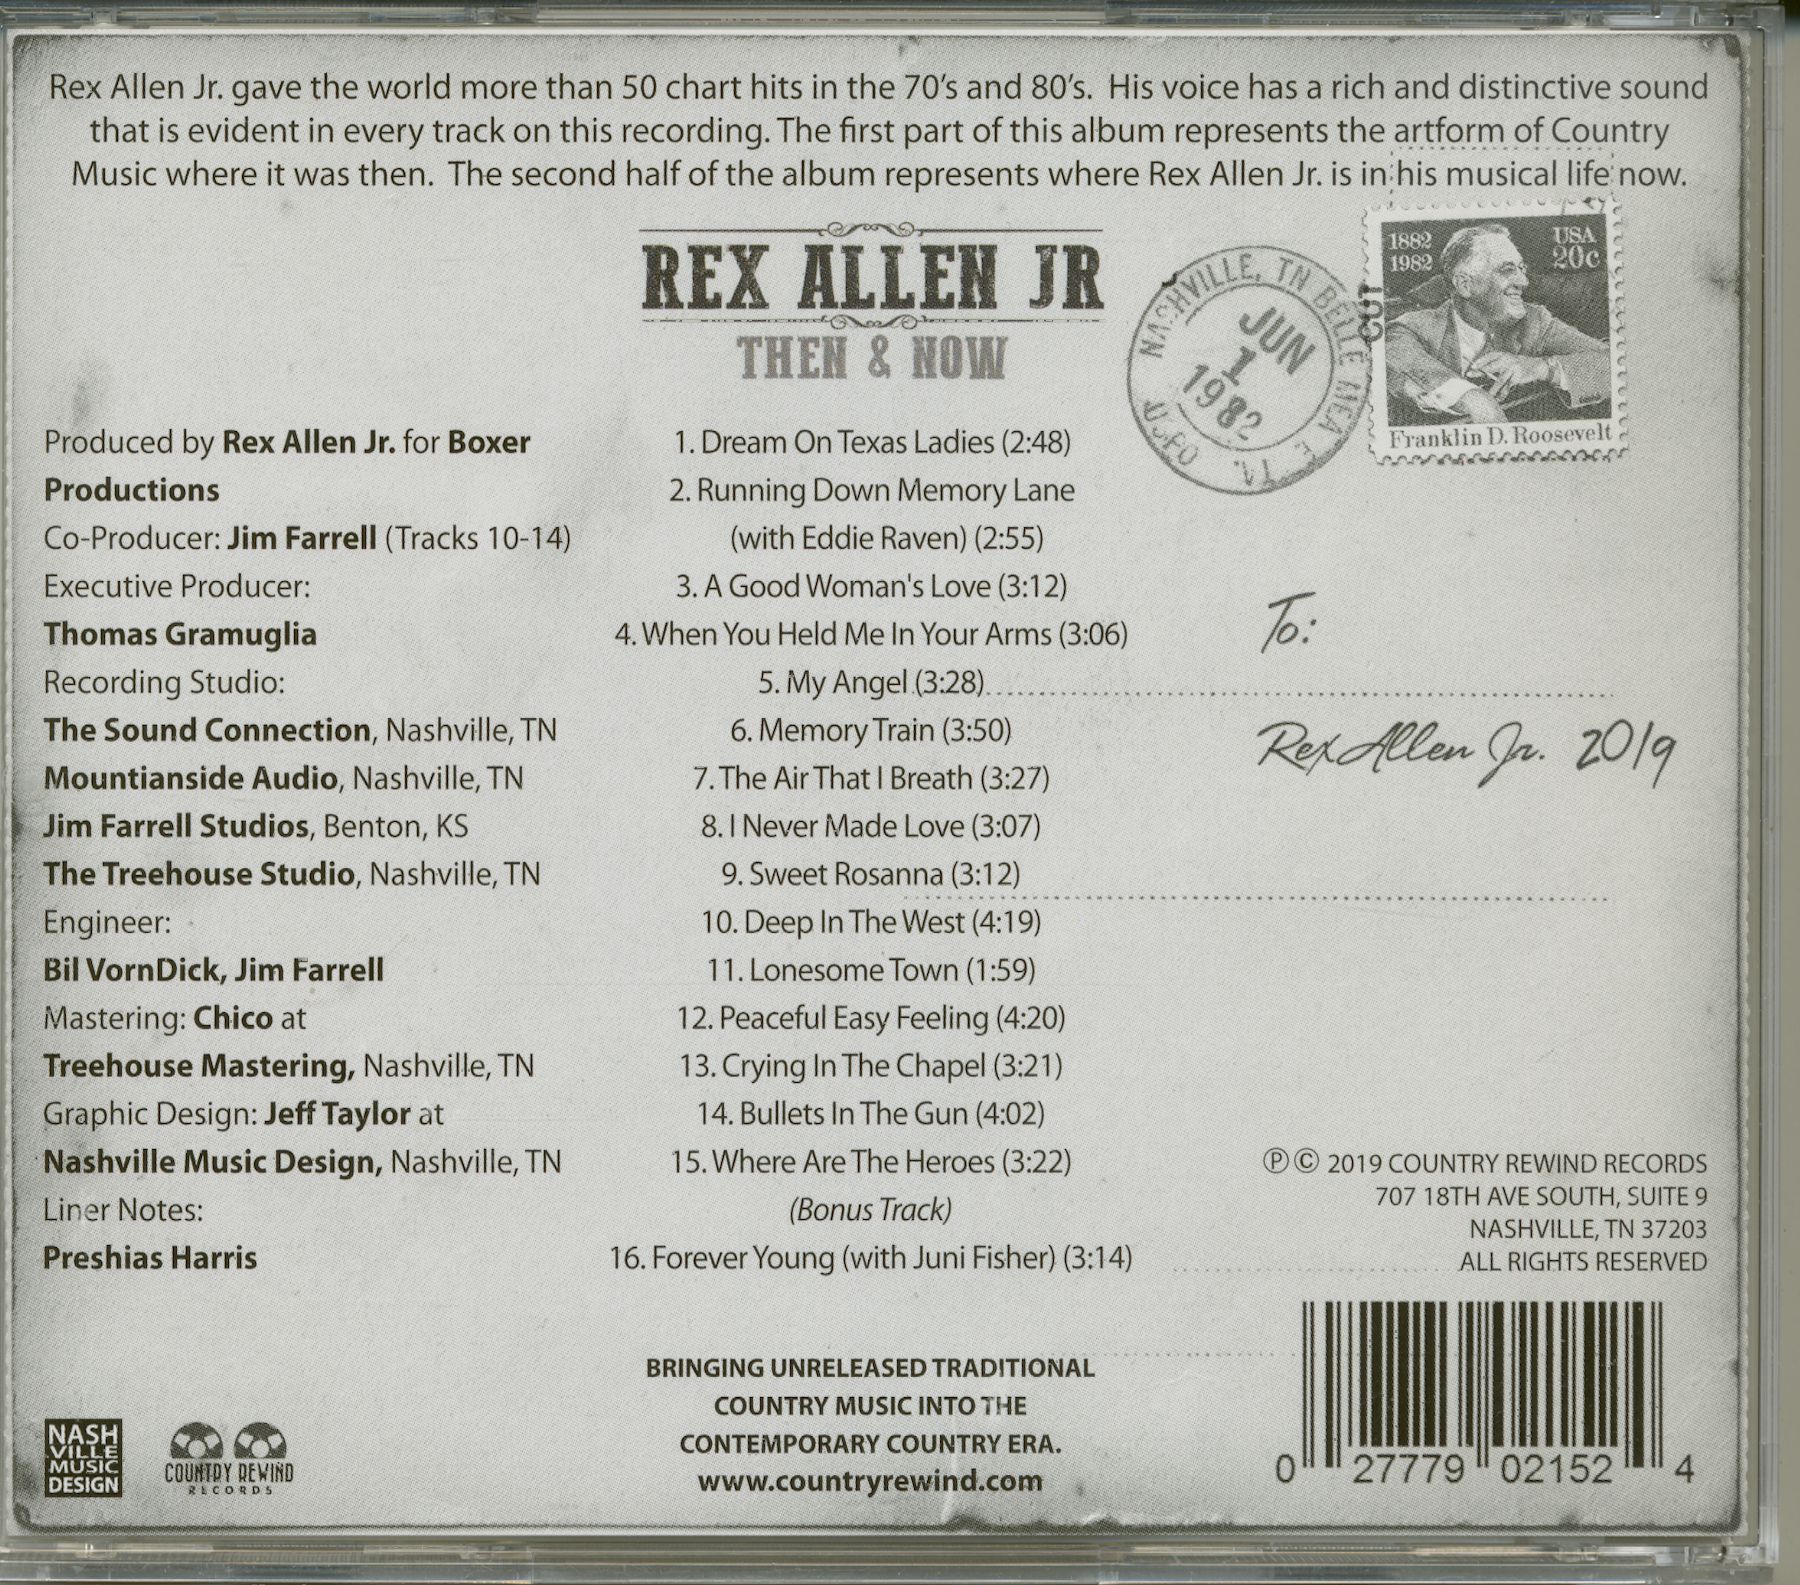 Rex Allen Jr. gave the world more than 50 chart hits in the 70's and 80's. His voice has a rich and distinctive sound
that is evident in every track on this recording. The first part of this album represents the artform of Country
Music where it was then. The second half of the album represents where Rex Allen Jr. is in his musical life now.
REX ALLEN JR
THEN & NOW
NASHVILLE, TN BELLE MEA
JUN
1
1982
USPO
CUT
1882
1982
USA
20c
Franklin D. Roosevelt
Produced by Rex Allen Jr. for Boxer
Productions
Co-Producer: Jim Farrell (Tracks 10-14)
Executive Producer:
Thomas Gramuglia
Recording Studio:
The Sound Connection, Nashville, TN
Mountianside Audio, Nashville, TN
Jim Farrell Studios, Benton, KS
The Treehouse Studio, Nashville, TN
Engineer:
Bil VornDick, Jim Farrell
Mastering: Chico at
Treehouse Mastering, Nashville, TN
Graphic Design: Jeff Taylor at
Nashville Music Design, Nashville, TN
Liner Notes:
Preshias Harris
1. Dream On Texas Ladies (2:48)
2. Running Down Memory Lane
(with Eddie Raven) (2:55)
3. A Good Woman's Love (3:12)
4. When You Held Me In Your Arms (3:06)
5. My Angel (3:28)
6. Memory Train (3:50)
7. The Air That I Breath (3:27)
8. I Never Made Love (3:07)
9. Sweet Rosanna (3:12)
10. Deep In The West (4:19)
11. Lonesome Town (1:59)
12. Peaceful Easy Feeling (4:20)
13. Crying In The Chapel (3:21)
14. Bullets In The Gun (4:02)
15. Where Are The Heroes (3:22)
(Bonus Track)
16. Forever Young (with Juni Fisher) (3:14)
To:
Rex Allen Jr. 2019
℗ © 2019 COUNTRY REWIND RECORDS
707 18TH AVE SOUTH, SUITE 9
NASHVILLE, TN 37203
ALL RIGHTS RESERVED
BRINGING UNRELEASED TRADITIONAL
COUNTRY MUSIC INTO THE
CONTEMPORARY COUNTRY ERA.
www.countryrewind.com
NASH
VILLE
MUSIC
DESIGN
COUNTRY REWIND
RECORDS
0 27779 02152 4